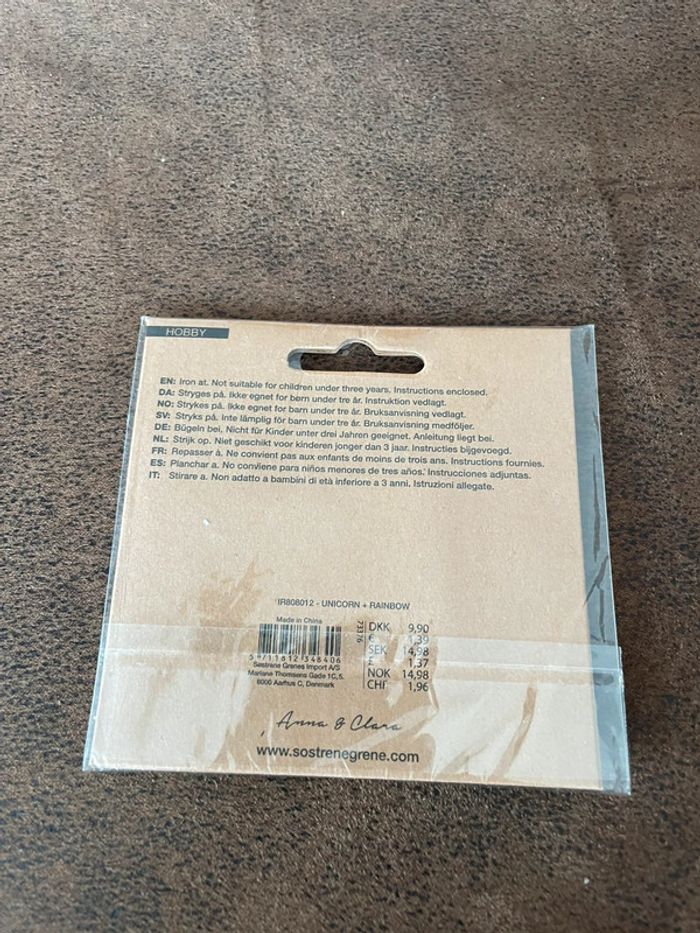 HOBBY
EN: Iron at. Not suitable for children under three years. Instructions enclosed.
DA: Stryges på. Ikke egnet for børn under tre år. Instruktion vedlagt.
NO: Strykes på. Ikke egnet for barn under tre år. Bruksanvisning vedlagt.
SV: Stryks på. Inte lämplig för barn under tre år. Bruksanvisning medföljer.
DE: Bügeln bei. Nicht für Kinder unter drei Jahren geeignet. Anleitung liegt bei.
NL: Strijk op. Niet geschikt voor kinderen jonger dan 3 jaar. Instructies bijgevoegd.
FR: Repasser à. Ne convient pas aux enfants de moins de trois ans. Instructions fournies.
ES: Planchar a. No conviene para niños menores de tres años. Instrucciones adjuntas.
IT: Stirare a. Non adatto a bambini di età inferiore a 3 anni. Istruzioni allegate.
IR808012 - UNICORN + RAINBOW
Made in China
5 711612 348406
Søstrene Grenes Import A/S
Mariane Thomsens Gade 1C,5.
8000 Aarhus C, Denmark
73376
DKK 9,90
€ 1,39
SEK 14,98
£ 1,37
NOK 14,98
CHF 1,96
Anna & Clara
www.sostrenegrene.com